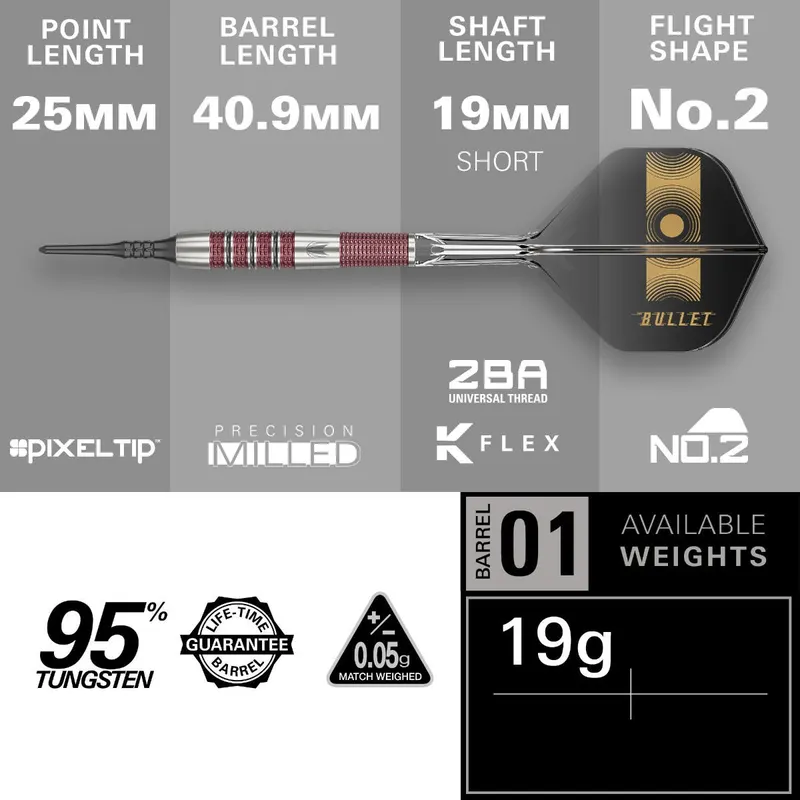 POINT
LENGTH
25MM
BARREL
LENGTH
40.9MM
SHAFT
LENGTH
19MM
SHORT
FLIGHT
SHAPE
No.2
BULLET
PIXELTIP™
PRECISION
MILLED
2BA
UNIVERSAL THREAD
K FLEX
NO.2
95%
TUNGSTEN
LIFE-TIME
GUARANTEE
BARREL
+/-
0.05g
MATCH WEIGHED
BARREL
01
AVAILABLE
WEIGHTS
19g